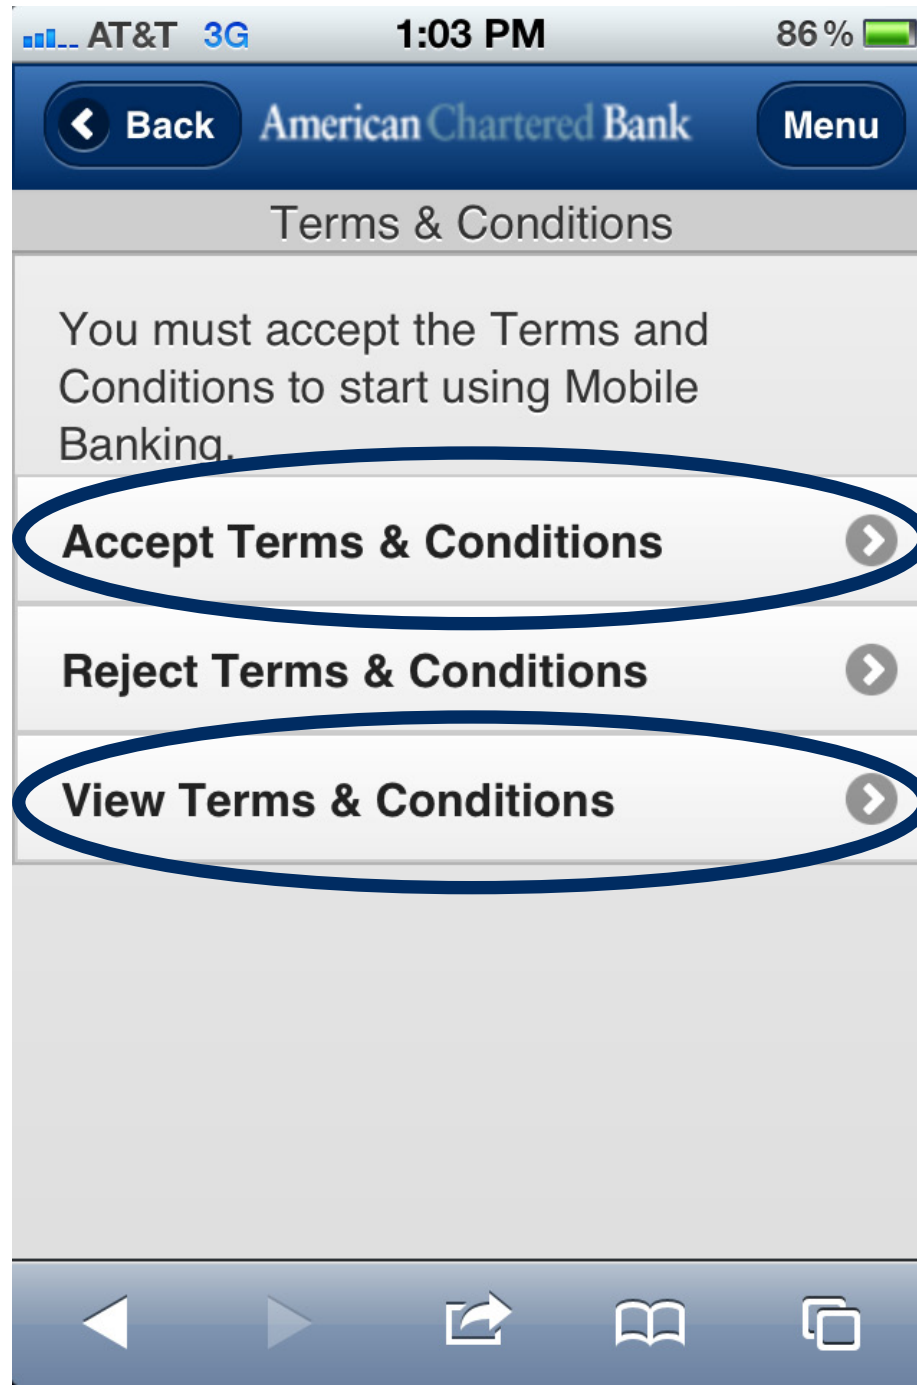 AT&T 3G 1:03 PM 86%
Back American Chartered Bank Menu
Terms & Conditions
You must accept the Terms and
Conditions to start using Mobile
Banking.
Accept Terms & Conditions
Reject Terms & Conditions
View Terms & Conditions